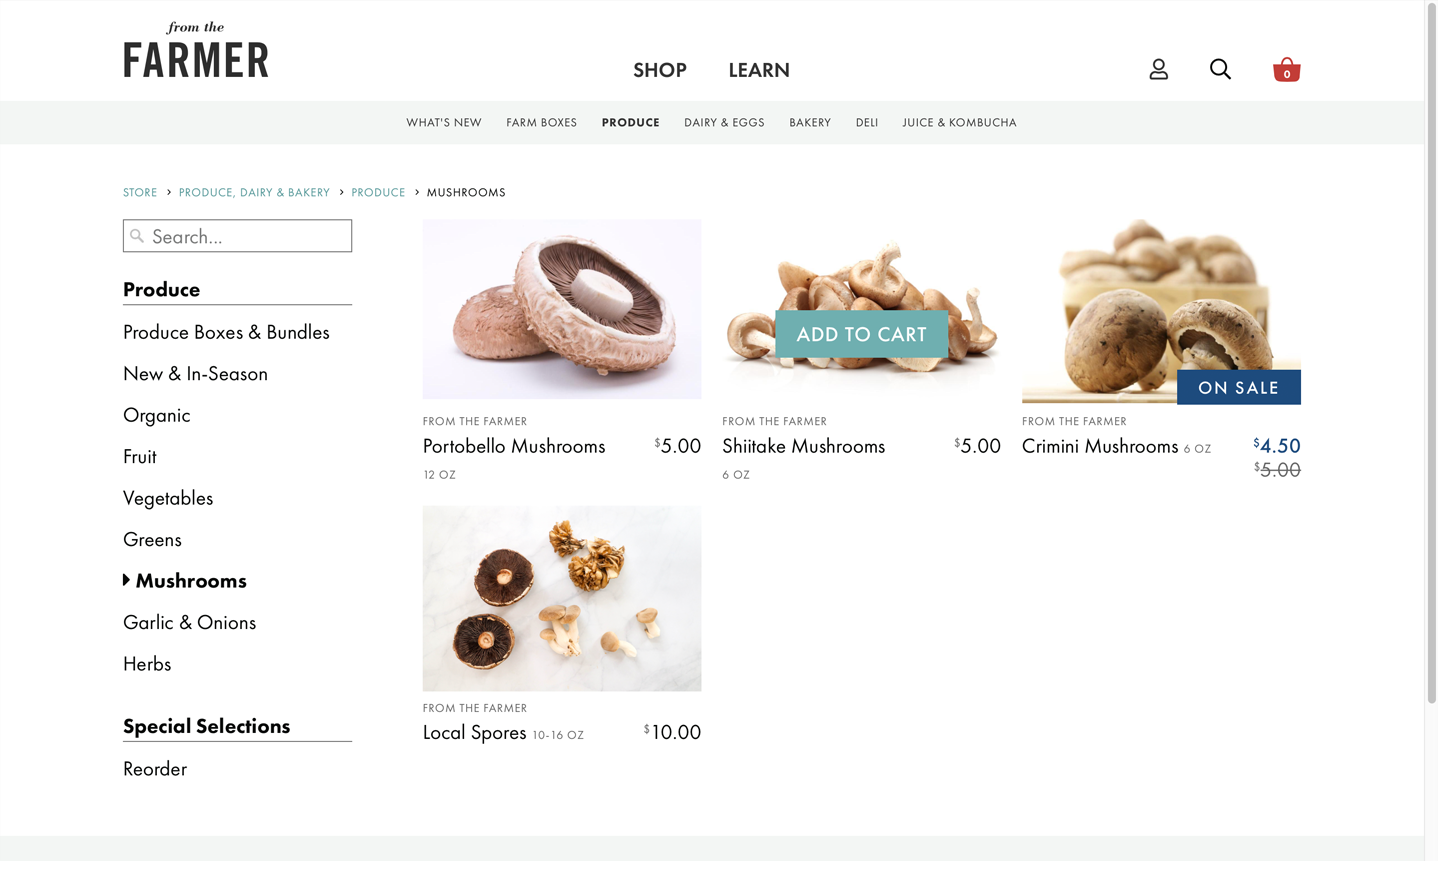 from the
FARMER
SHOP LEARN
0
WHAT'S NEW FARM BOXES PRODUCE DAIRY & EGGS BAKERY DELI JUICE & KOMBUCHA
STORE > PRODUCE, DAIRY & BAKERY > PRODUCE > MUSHROOMS
Search...
Produce
Produce Boxes & Bundles
New & In-Season
Organic
Fruit
Vegetables
Greens
Mushrooms
Garlic & Onions
Herbs
Special Selections
Reorder
FROM THE FARMER
Portobello Mushrooms $5.00
12 OZ
ADD TO CART
FROM THE FARMER
Shiitake Mushrooms $5.00
6 OZ
ON SALE
FROM THE FARMER
Crimini Mushrooms 6 OZ $4.50
$5.00
FROM THE FARMER
Local Spores 10-16 OZ $10.00